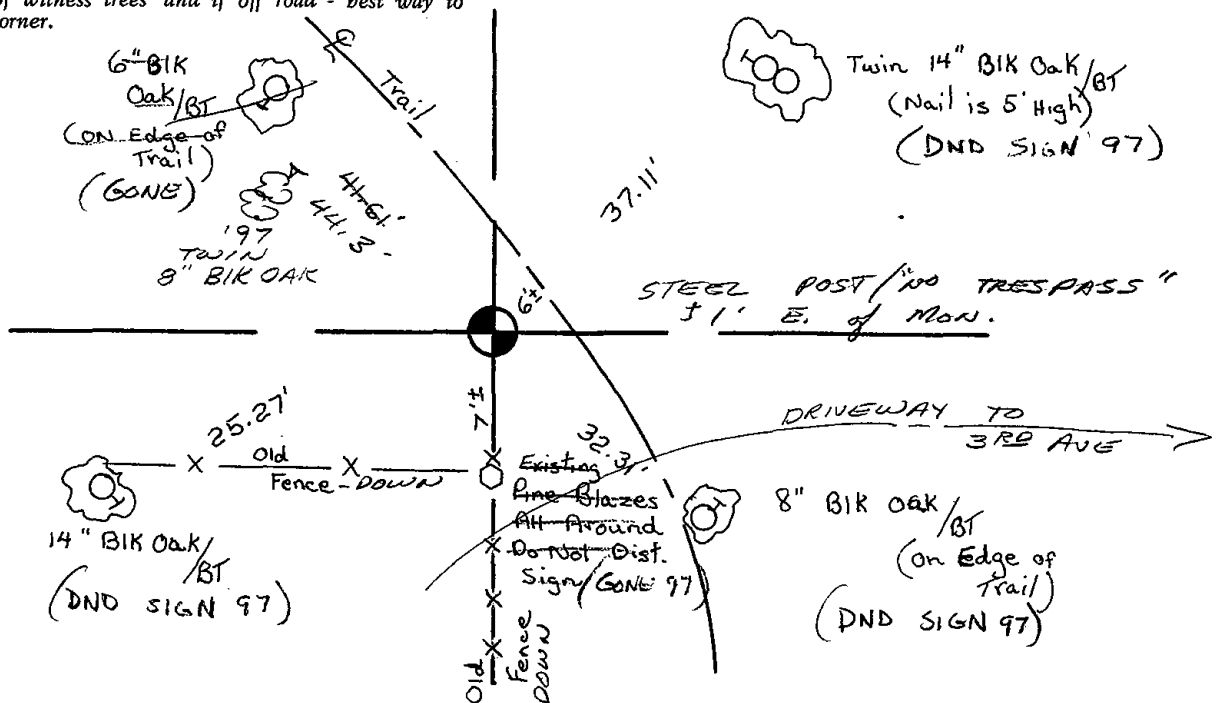 of witness trees and if off road - best way to
corner.
6" Blk
Oak/BT
(ON Edge of
Trail)
(GONE)
Trail
Twin 14" Blk Oak/BT
(Nail is 5' High)
(DND SIGN '97)
41.61'
44.3
'97
TWIN
8" BLK OAK
37.11'
6'±
STEEL POST/"NO TRESPASS"
± 1' E. of MON.
7'±
25.27'
Old
Fence - DOWN
14" Blk Oak/BT
(DND SIGN 97)
32.3
Existing
Pine Blazes
All Around
Do Not Dist.
Sign/GONE 97
DRIVEWAY TO
3RD AVE
8" Blk Oak/BT
(on Edge of
Trail)
(DND SIGN 97)
Old Fence
DOWN